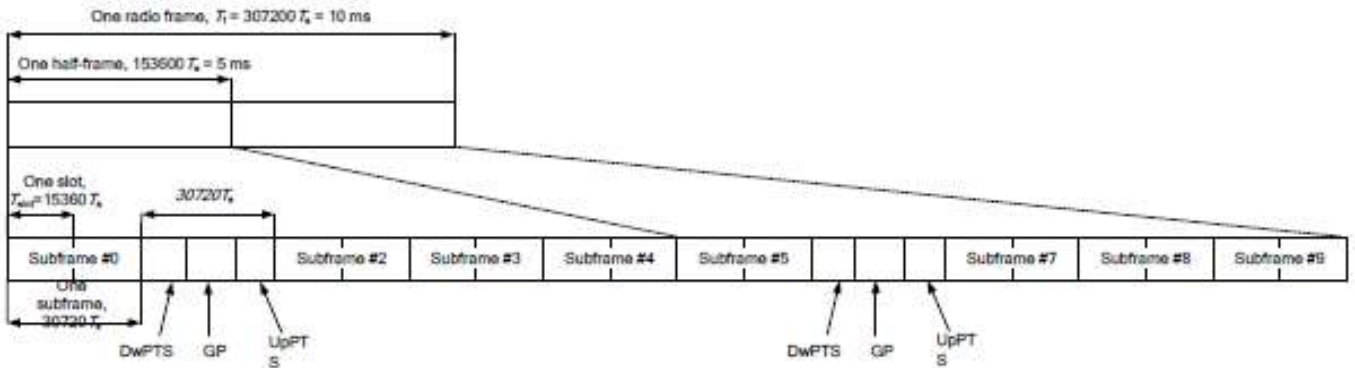 One radio frame, Tf = 307200 Ts = 10 ms
One half-frame, 153600 Ts = 5 ms
One slot,
Tslot=15360 Ts
30720Ts
Subframe #0
Subframe #2
Subframe #3
Subframe #4
Subframe #5
Subframe #7
Subframe #8
Subframe #9
One
subframe,
30720 Ts
DwPTS
GP
UpPT
S
DwPTS
GP
UpPT
S